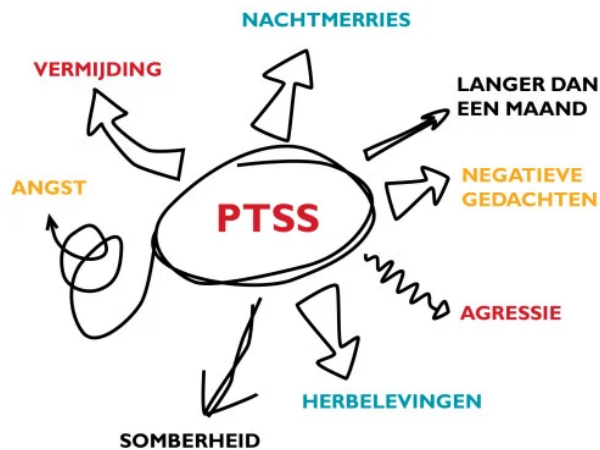 NACHTMERRIES
VERMIJDING
LANGER DAN
EEN MAAND
ANGST
NEGATIEVE
GEDACHTEN
PTSS
AGRESSIE
HERBELEVINGEN
SOMBERHEID